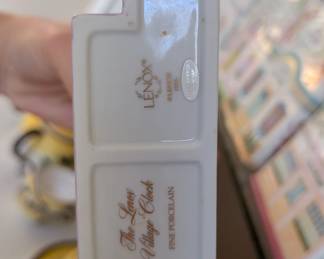 LENOX®
The Lenox
Village Clock
FINE PORCELAIN